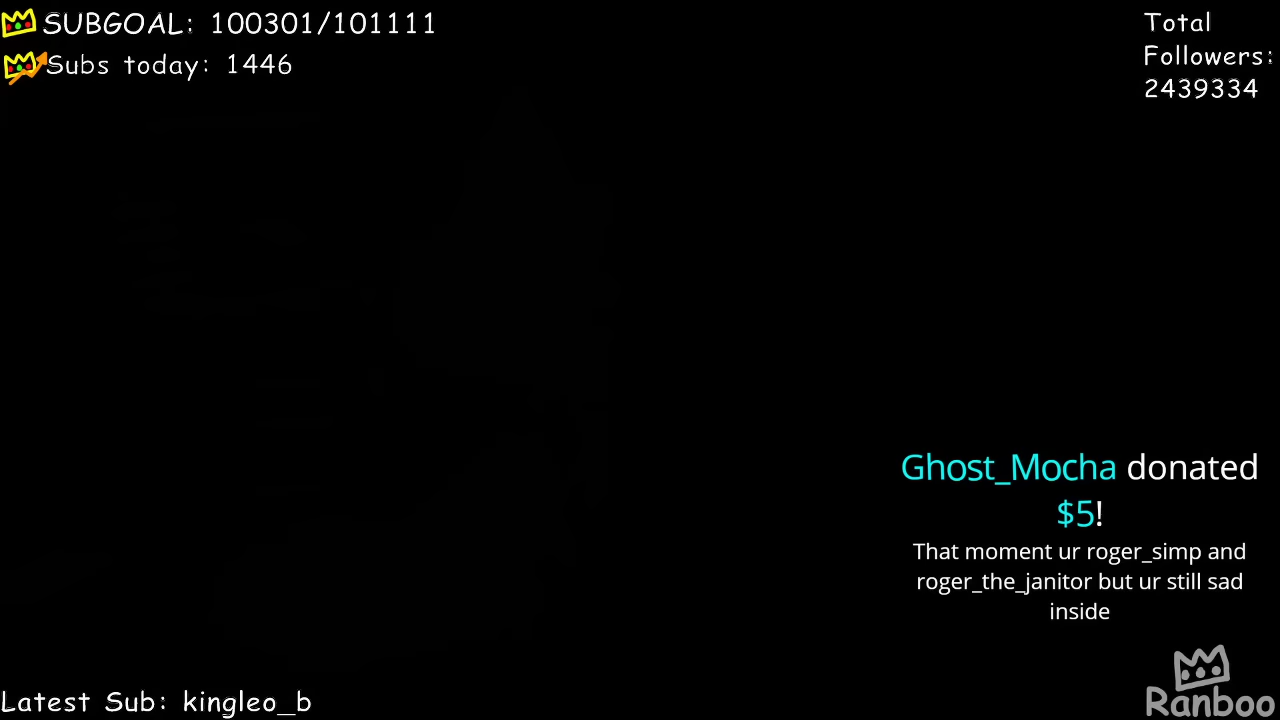 SUBGOAL: 100301/101111
Subs today: 1446
Total
Followers:
2439334
Ghost_Mocha donated
$5!
That moment ur roger_simp and
roger_the_janitor but ur still sad
inside
Latest Sub: kingleo_b
Ranboo